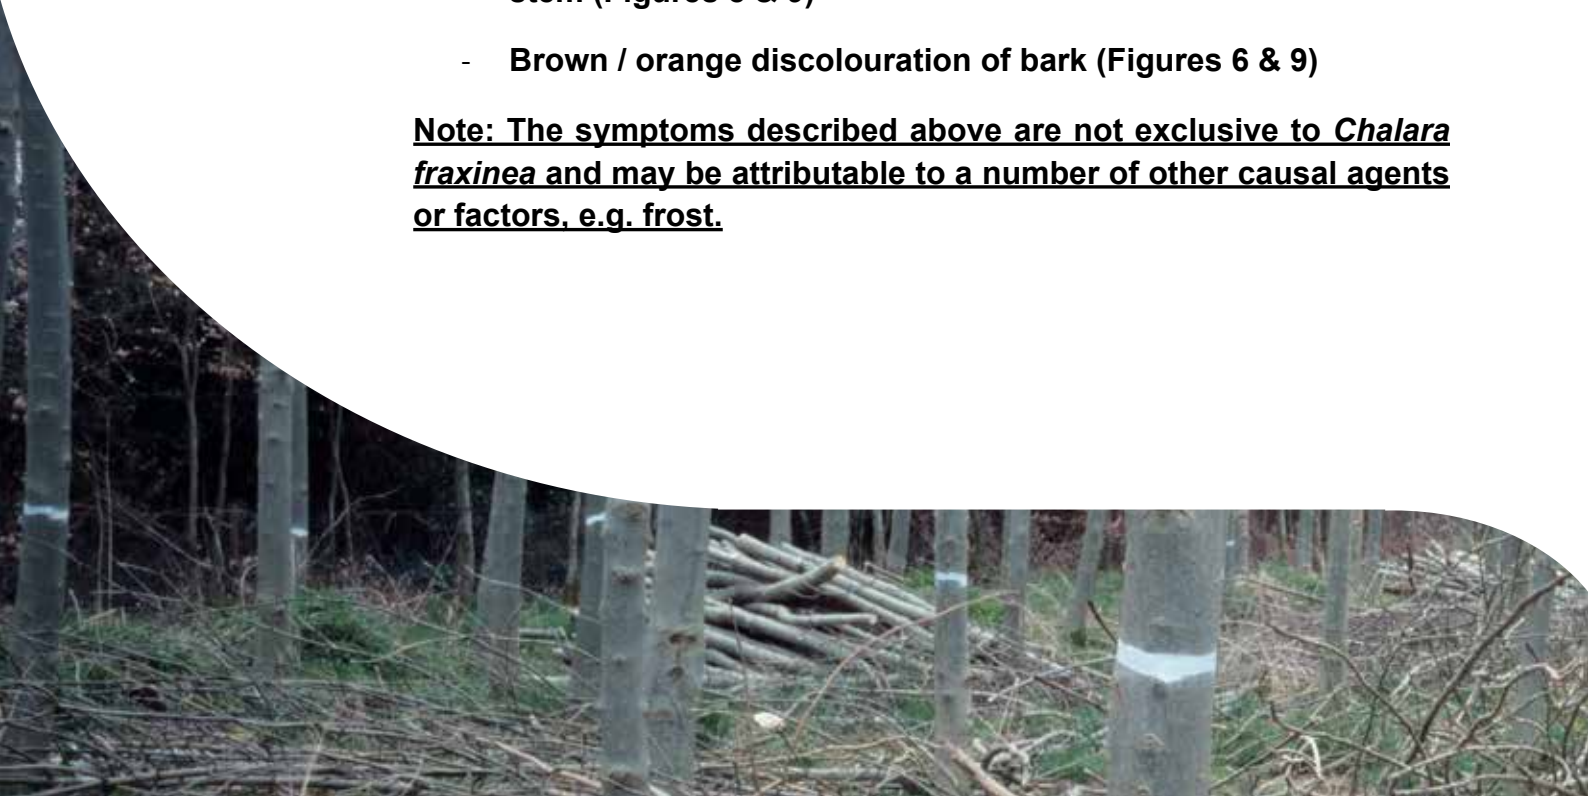 - Brown / orange discolouration of bark (Figures 6 & 9)
Note: The symptoms described above are not exclusive to Chalara
fraxinea and may be attributable to a number of other causal agents
or factors, e.g. frost.